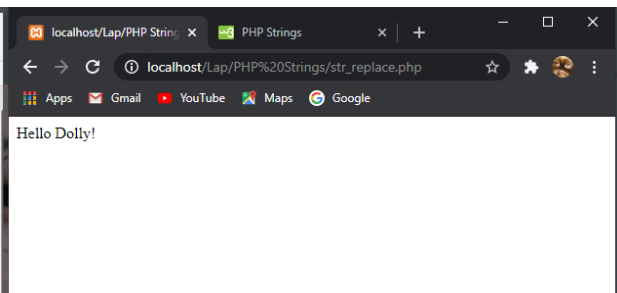 localhost/Lap/PHP String
PHP Strings
localhost/Lap/PHP%20Strings/str_replace.php
Apps Gmail YouTube Maps Google
Hello Dolly!